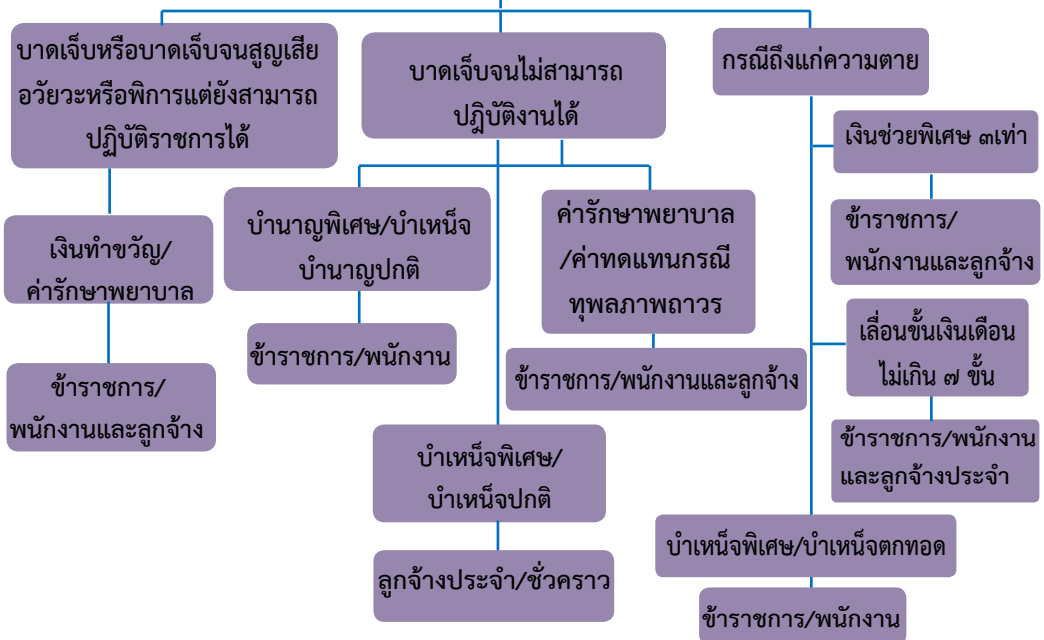 บาดเจ็บหรือบาดเจ็บจนสูญเสีย
อวัยวะหรือพิการแต่ยังสามารถ
ปฏิบัติราชการได้
เงินทำขวัญ/
ค่ารักษาพยาบาล
ข้าราชการ/
พนักงานและลูกจ้าง
บาดเจ็บจนไม่สามารถ
ปฎิบัติงานได้
บำนาญพิเศษ/บำเหน็จ
บำนาญปกติ
ข้าราชการ/พนักงาน
บำเหน็จพิเศษ/
บำเหน็จปกติ
ลูกจ้างประจำ/ชั่วคราว
ค่ารักษาพยาบาล
/ค่าทดแทนกรณี
ทุพลภาพถาวร
ข้าราชการ/พนักงานและลูกจ้าง
กรณีถึงแก่ความตาย
เงินช่วยพิเศษ ๓เท่า
ข้าราชการ/
พนักงานและลูกจ้าง
เลื่อนขั้นเงินเดือน
ไม่เกิน ๗ ขั้น
ข้าราชการ/พนักงาน
และลูกจ้างประจำ
บำเหน็จพิเศษ/บำเหน็จตกทอด
ข้าราชการ/พนักงาน